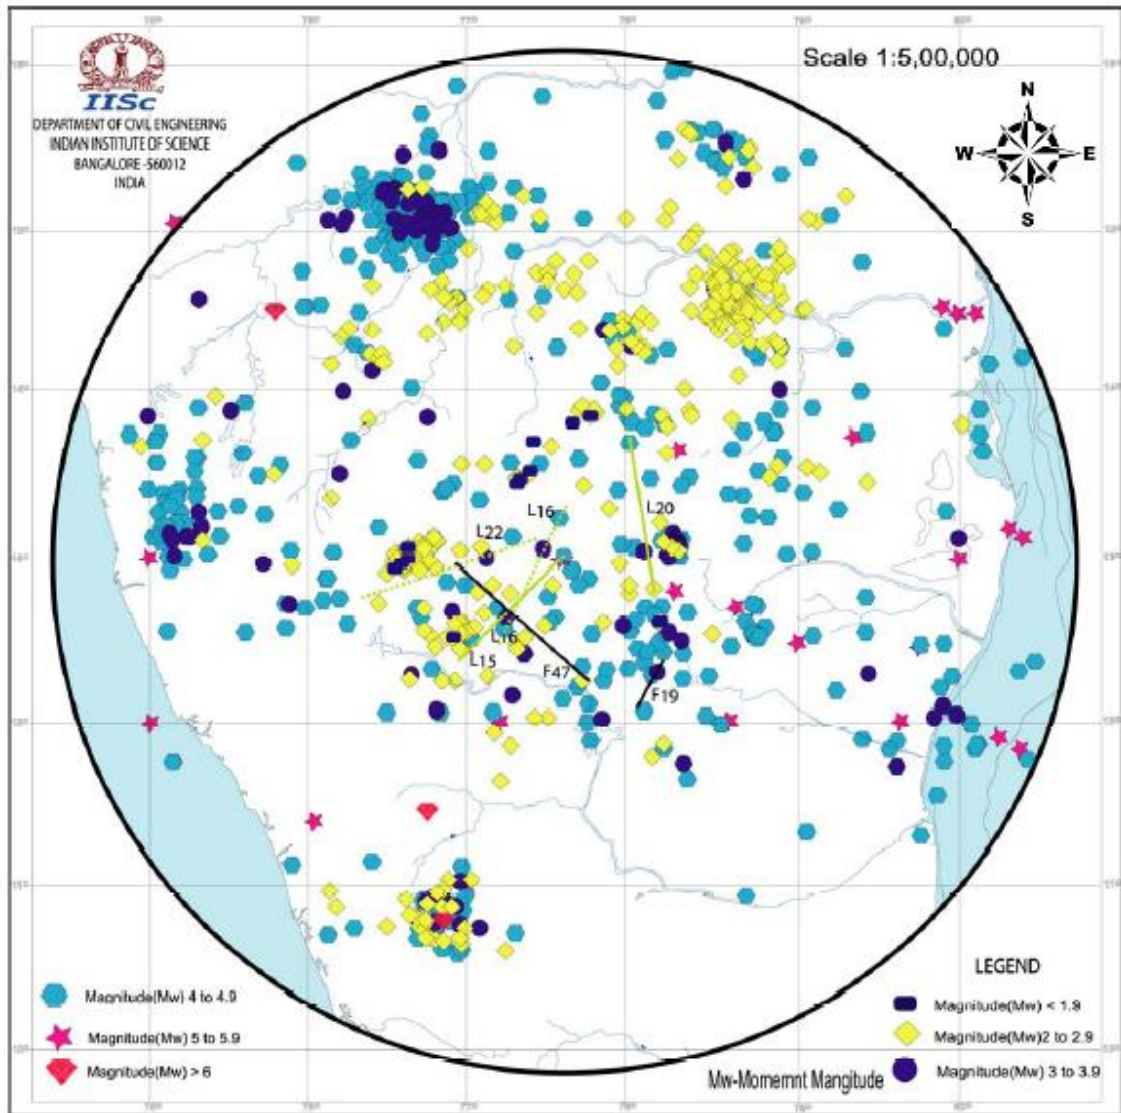 Scale 1:5,00,000
IISc
DEPARTMENT OF CIVIL ENGINEERING
INDIAN INSTITUTE OF SCIENCE
BANGALORE -560012
INDIA
N
W
E
S
L16
L22
L20
L16
L15
F47
F19
LEGEND
Magnitude(Mw) 4 to 4.9
Magnitude(Mw) 5 to 5.9
Magnitude(Mw) > 6
Magnitude(Mw) < 1.9
Magnitude(Mw)2 to 2.9
Magnitude(Mw) 3 to 3.9
Mw-Momernnt Mangitude